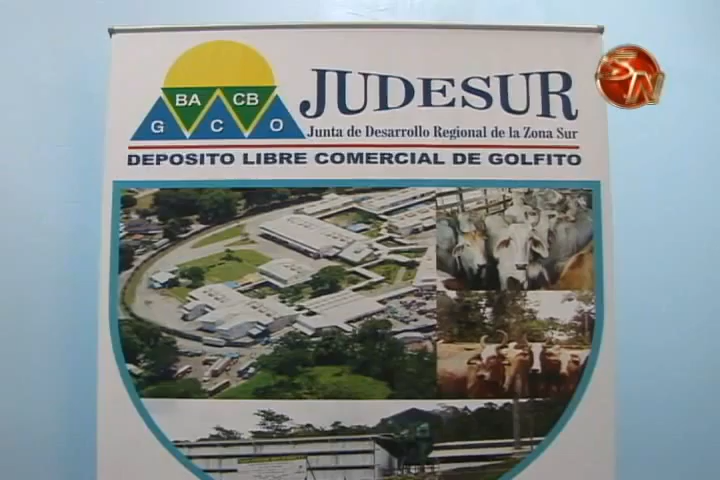 BA CB
G C O
JUDESUR
Junta de Desarrollo Regional de la Zona Sur
DEPOSITO LIBRE COMERCIAL DE GOLFITO